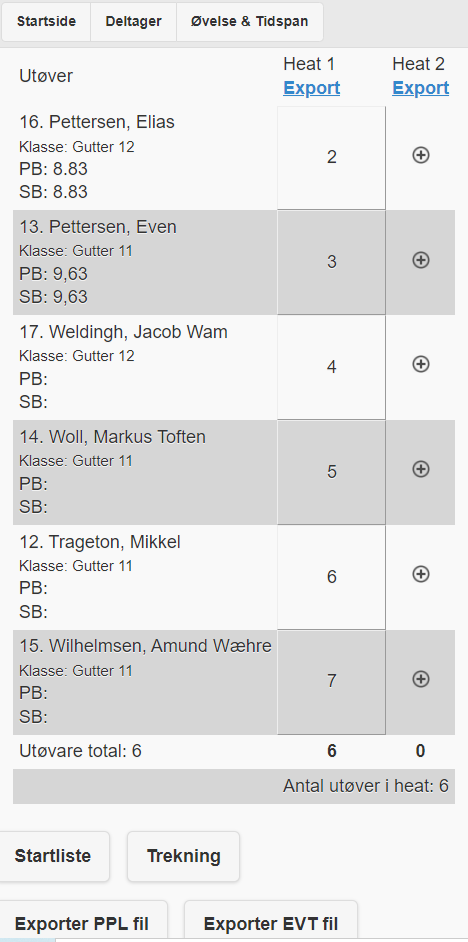 Startside Deltager Øvelse & Tidspan
Utøver Heat 1 Heat 2
Export Export
16. Pettersen, Elias
Klasse: Gutter 12
PB: 8.83
SB: 8.83
2
13. Pettersen, Even
Klasse: Gutter 11
PB: 9,63
SB: 9,63
3
17. Weldingh, Jacob Wam
Klasse: Gutter 12
PB:
SB:
4
14. Woll, Markus Toften
Klasse: Gutter 11
PB:
SB:
5
12. Trageton, Mikkel
Klasse: Gutter 11
PB:
SB:
6
15. Wilhelmsen, Amund Wæhre
Klasse: Gutter 11
PB:
SB:
7
Utøvare total: 6 6 0
Antal utøver i heat: 6
Startliste Trekning
Exporter PPL fil Exporter EVT fil